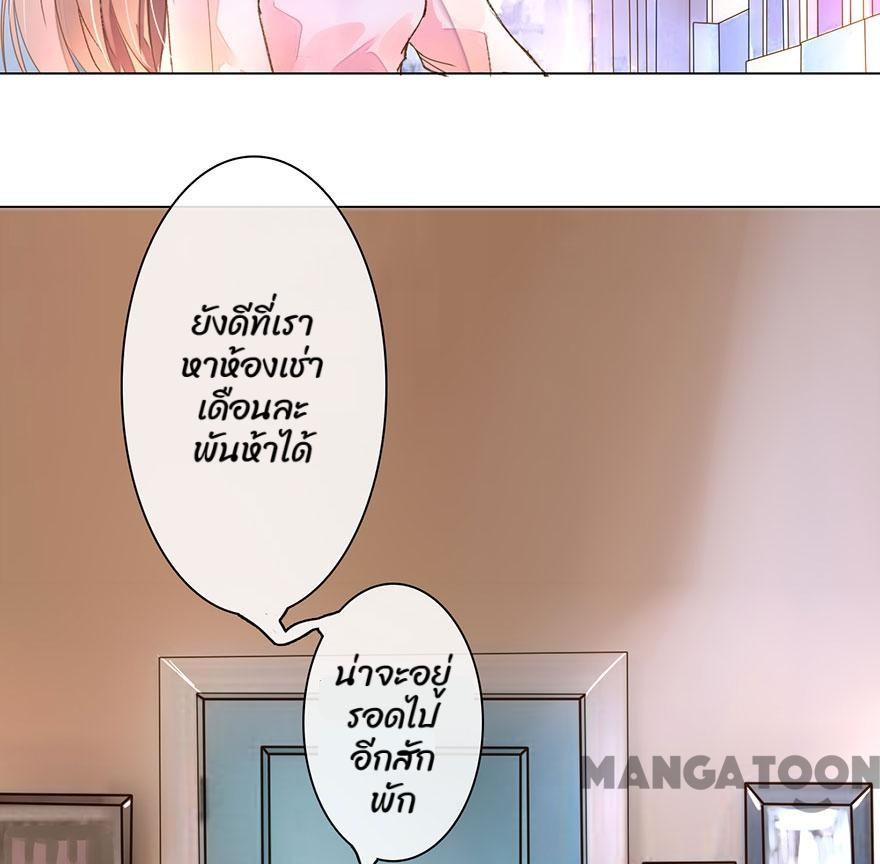 ยังดีที่เรา
หาห้องเช่า
เดือนละ
พันห้าได้
น่าจะอยู่
รอดไป
อีกสัก
พัก
MANGATOON